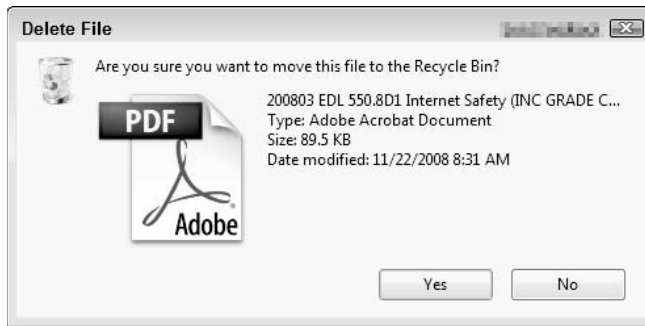 Delete File
Are you sure you want to move this file to the Recycle Bin?
200803 EDL 550.8D1 Internet Safety (INC GRADE C...
Type: Adobe Acrobat Document
Size: 89.5 KB
Date modified: 11/22/2008 8:31 AM
PDF
Adobe
Yes
No